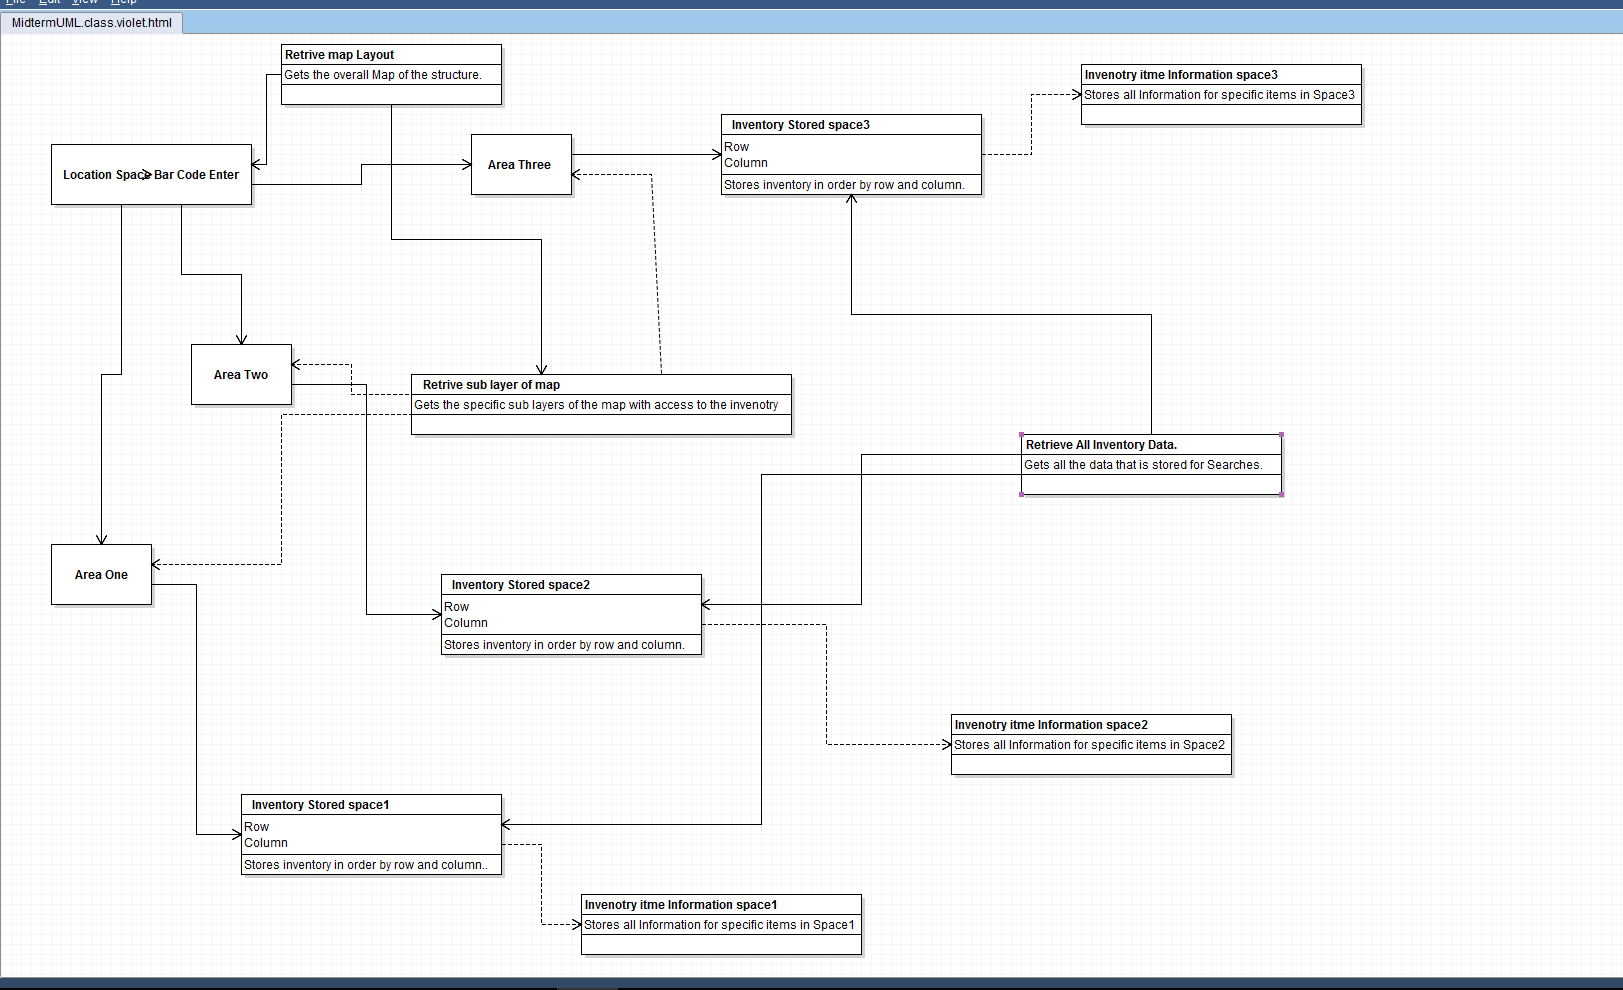 File Edit View Help
MidtermUML.class.violet.html
Retrive map Layout
Gets the overall Map of the structure.
Invenotry itme Information space3
Stores all Information for specific items in Space3
Inventory Stored space3
Row
Column
Stores inventory in order by row and column.
Area Three
Location Space Bar Code Enter
Area Two
Retrive sub layer of map
Gets the specific sub layers of the map with access to the invenotry
Retrieve All Inventory Data.
Gets all the data that is stored for Searches.
Area One
Inventory Stored space2
Row
Column
Stores inventory in order by row and column.
Invenotry itme Information space2
Stores all Information for specific items in Space2
Inventory Stored space1
Row
Column
Stores inventory in order by row and column..
Invenotry itme Information space1
Stores all Information for specific items in Space1